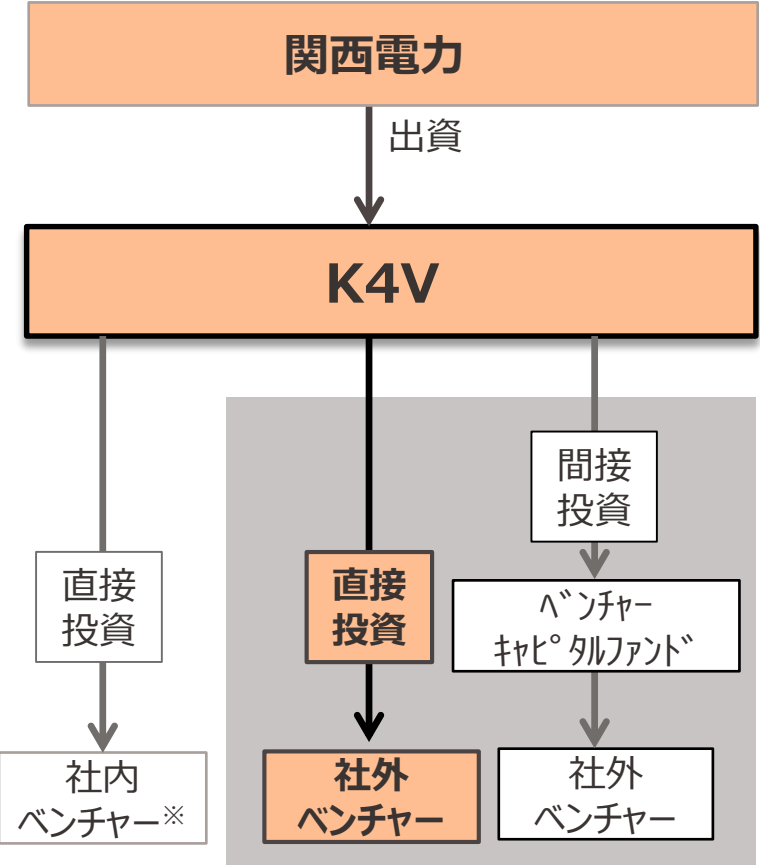 関西電力
出資
K4V
直接
投資
社内
ベンチャー※
直接
投資
社外
ベンチャー
間接
投資
ﾍﾞﾝﾁｬｰ
ｷｬﾋﾟﾀﾙﾌｧﾝﾄﾞ
社外
ベンチャー